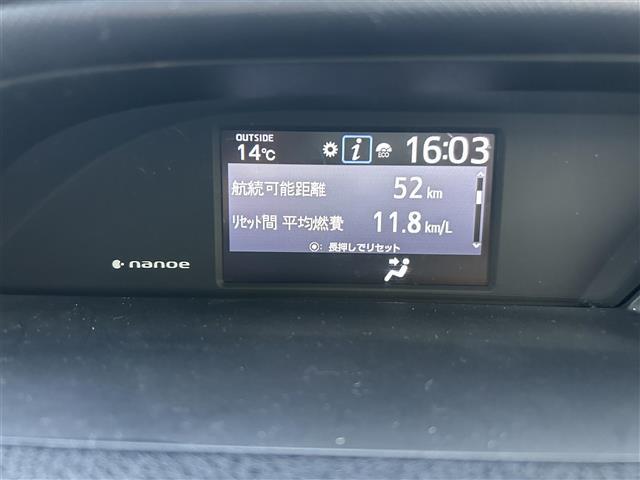 OUTSIDE
14℃
i
ECO
16:03
航続可能距離 52 km
リセット間 平均燃費 11.8 km/L
◉: 長押しでリセット
nanoe